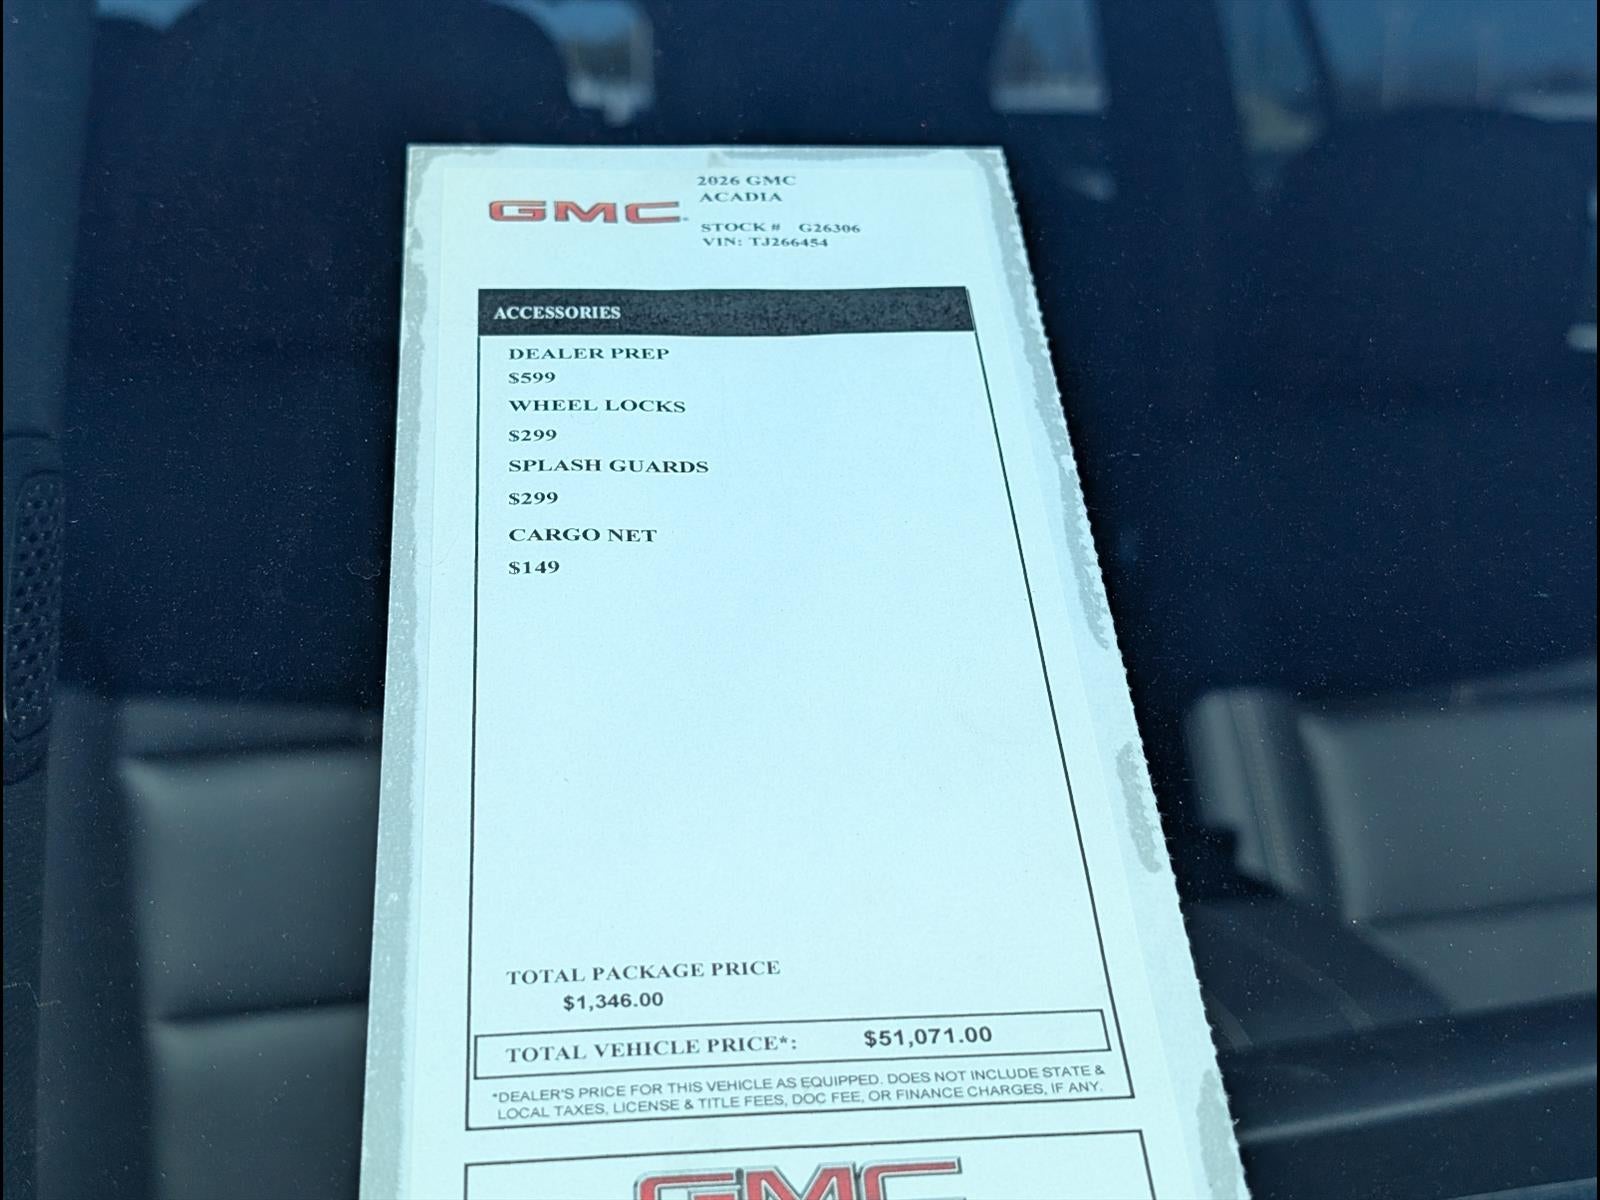 GMC
2026 GMC
ACADIA
STOCK # G26306
VIN: TJ266454
ACCESSORIES
DEALER PREP
$599
WHEEL LOCKS
$299
SPLASH GUARDS
$299
CARGO NET
$149
TOTAL PACKAGE PRICE
$1,346.00
TOTAL VEHICLE PRICE*: $51,071.00
*DEALER'S PRICE FOR THIS VEHICLE AS EQUIPPED. DOES NOT INCLUDE STATE &
LOCAL TAXES, LICENSE & TITLE FEES, DOC FEE, OR FINANCE CHARGES, IF ANY.
GMC